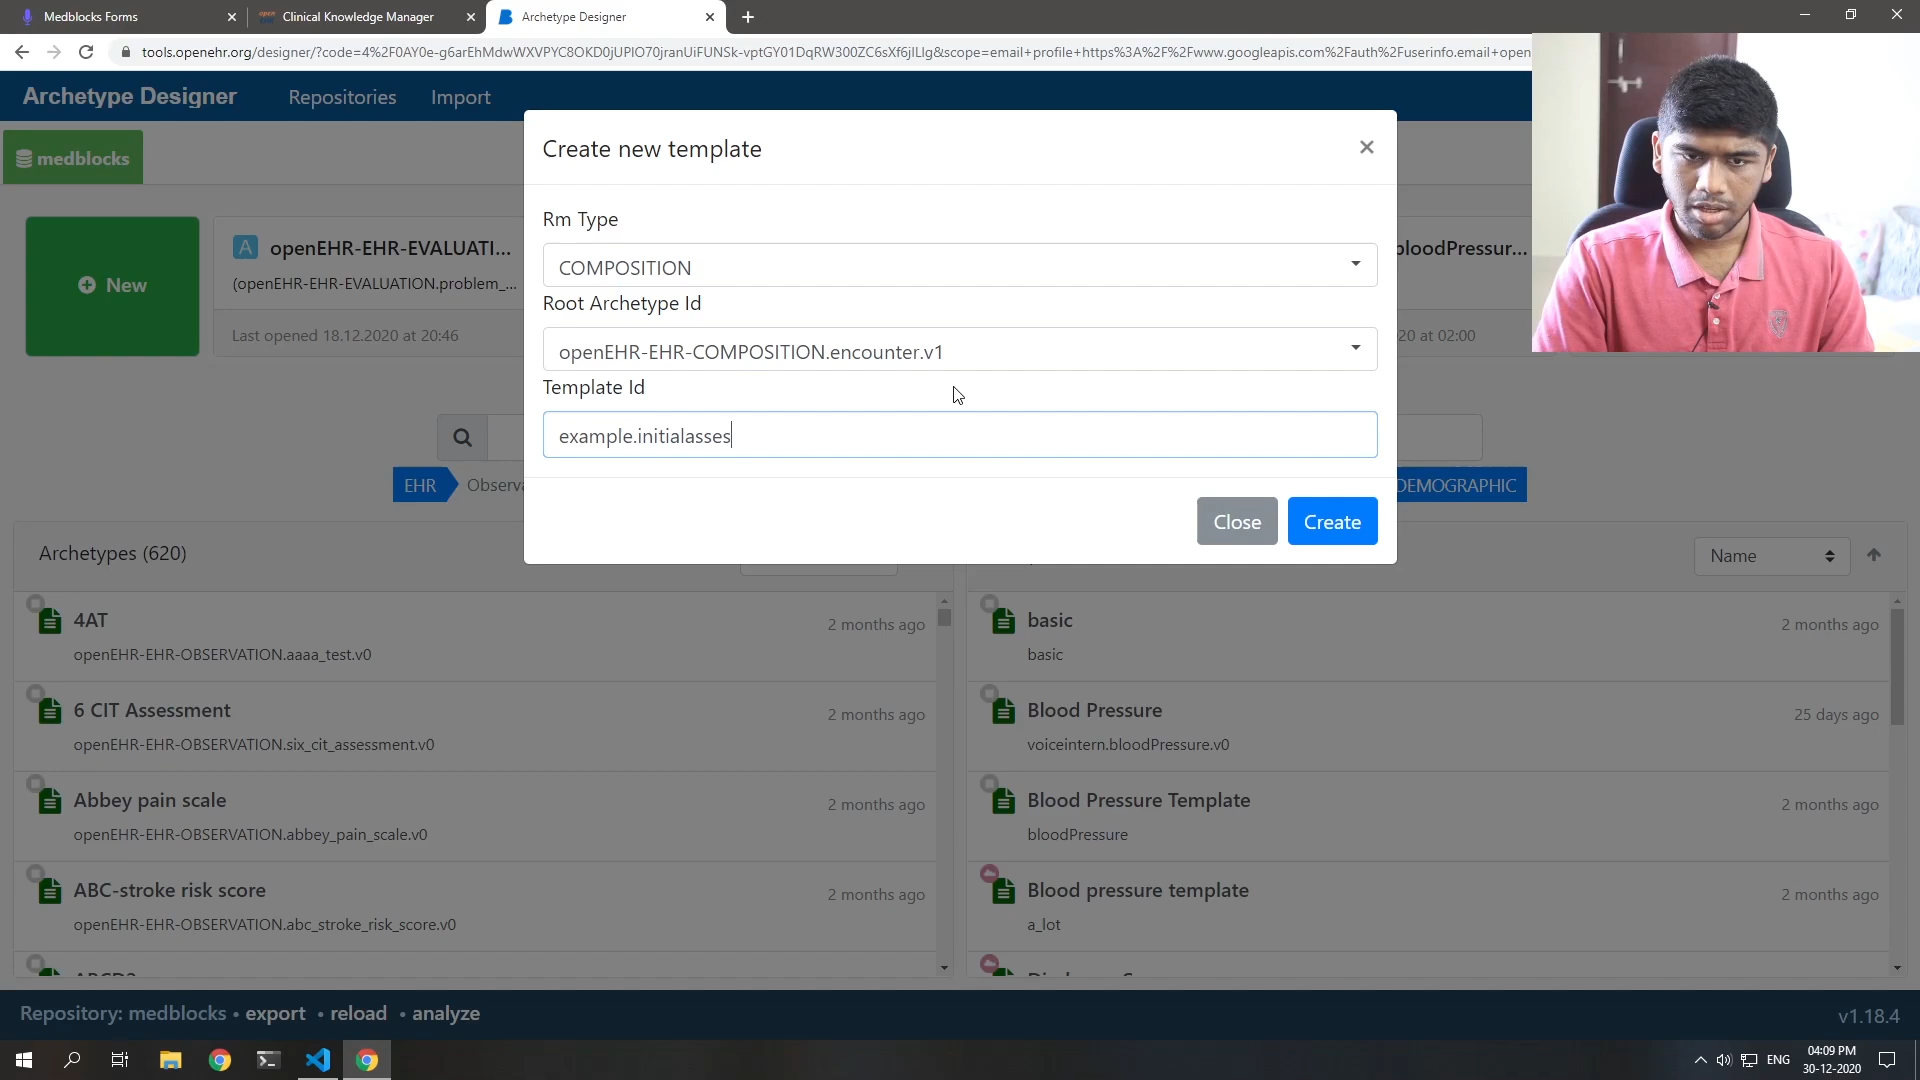 Medblocks Forms
Clinical Knowledge Manager
Archetype Designer
tools.openehr.org/designer/?code=4%2F0AY0e-g6arEhMdwWXVPYC8OKD0jUPlO70jranUiFUNSk-vptGY01DqRW300ZC6sXf6jlLlg&scope=email+profile+https%3A%2F%2Fwww.googleapis.com%2Fauth%2Fuserinfo.email+open
Archetype Designer
Repositories
Import
medblocks
New
A openEHR-EHR-EVALUATI...
(openEHR-EHR-EVALUATION.problem_...
Last opened 18.12.2020 at 20:46
bloodPressur...
20 at 02:00
Create new template
Rm Type
COMPOSITION
Root Archetype Id
openEHR-EHR-COMPOSITION.encounter.v1
Template Id
example.initialasses
Close
Create
EHR
Observa
DEMOGRAPHIC
Archetypes (620)
Name
4AT
2 months ago
openEHR-EHR-OBSERVATION.aaaa_test.v0
6 CIT Assessment
2 months ago
openEHR-EHR-OBSERVATION.six_cit_assessment.v0
Abbey pain scale
2 months ago
openEHR-EHR-OBSERVATION.abbey_pain_scale.v0
ABC-stroke risk score
2 months ago
openEHR-EHR-OBSERVATION.abc_stroke_risk_score.v0
basic
2 months ago
basic
Blood Pressure
25 days ago
voiceintern.bloodPressure.v0
Blood Pressure Template
2 months ago
bloodPressure
Blood pressure template
2 months ago
a_lot
Repository: medblocks • export • reload • analyze
v1.18.4
ENG
04:09 PM
30-12-2020